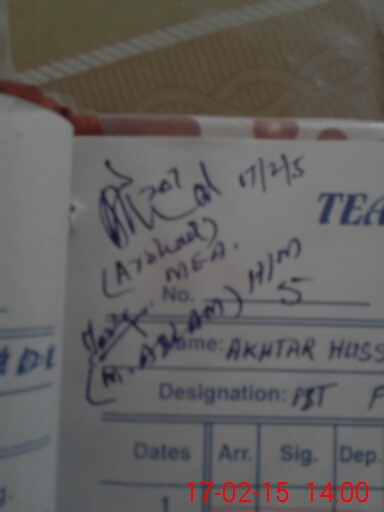 17/2/5
TEA
(Arshad)
MEA.
H/M
No. 5
(M. ASLAM)
Name: AKHTAR HUSS
Designation: PST F
Dates Arr. Sig. Dep.
1
17-02-15 14:00